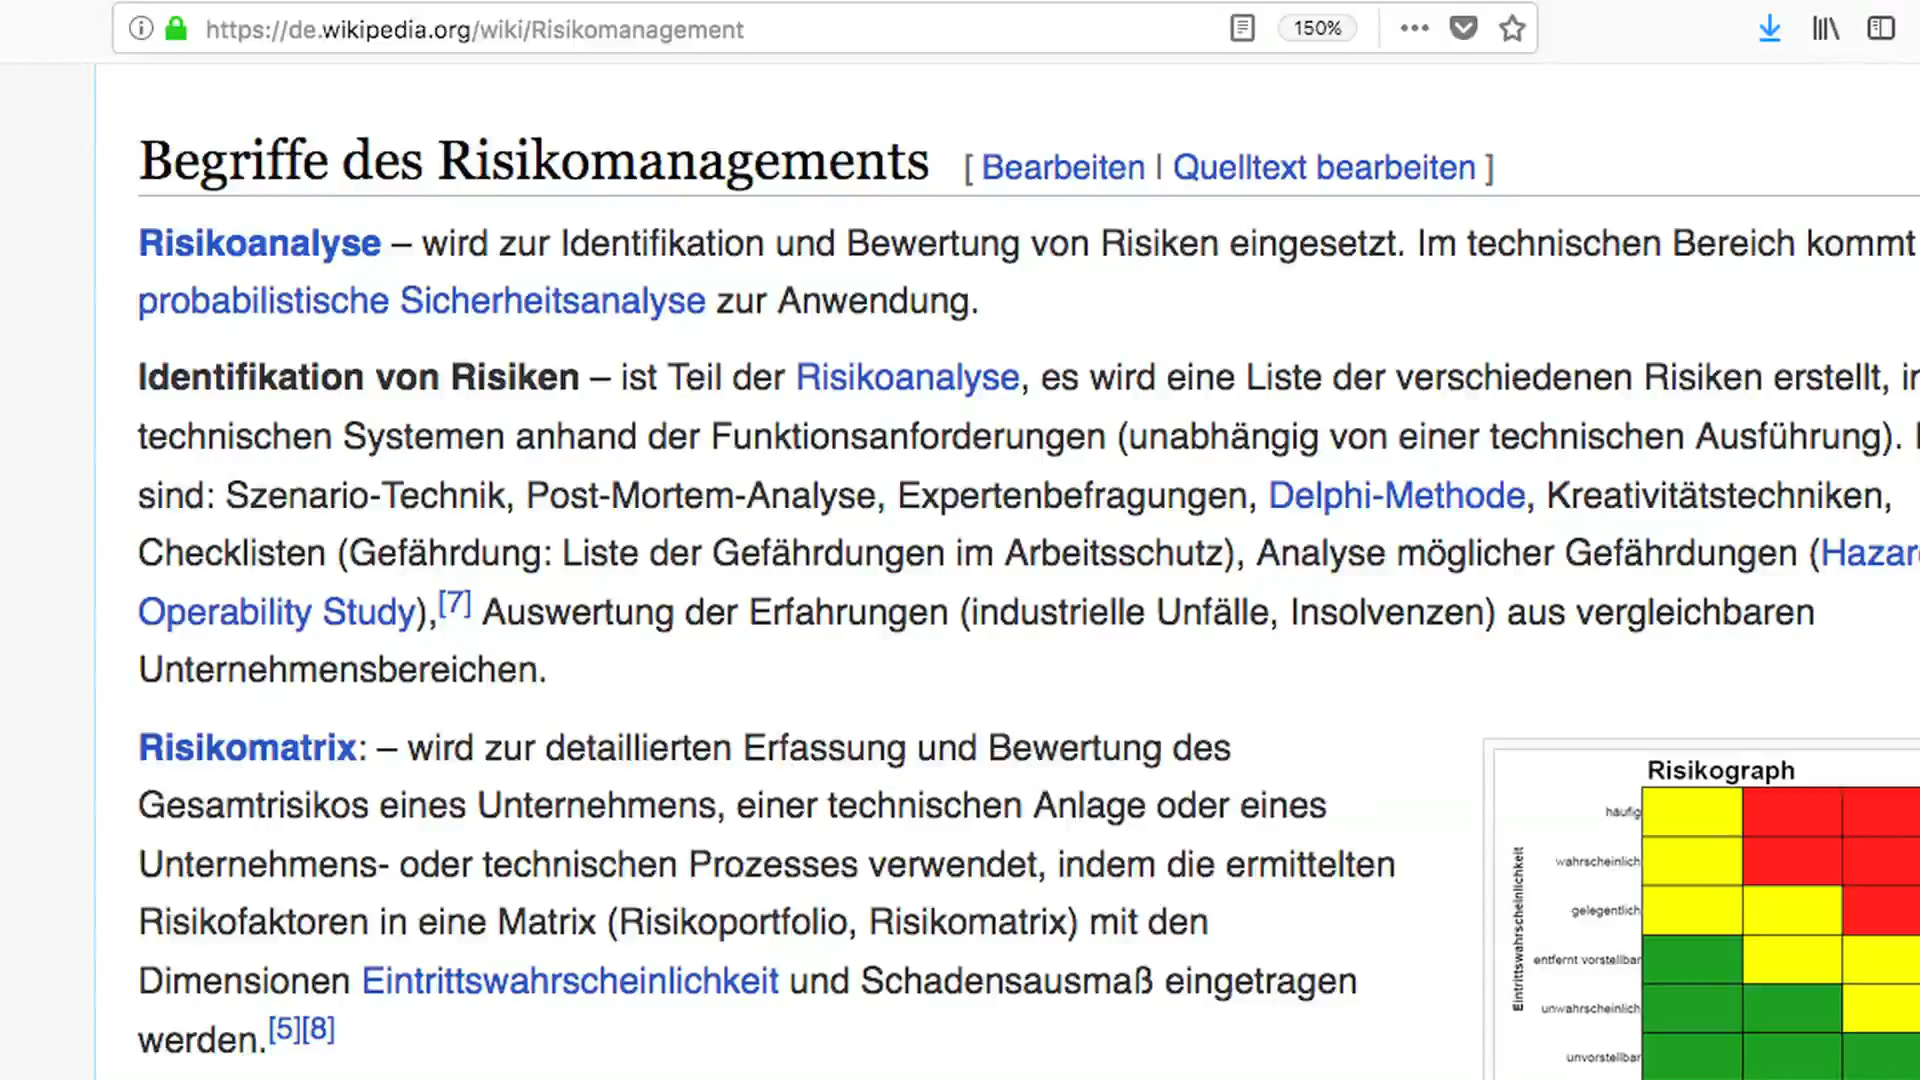 https://de.wikipedia.org/wiki/Risikomanagement
150%
Begriffe des Risikomanagements [ Bearbeiten | Quelltext bearbeiten ]
Risikoanalyse – wird zur Identifikation und Bewertung von Risiken eingesetzt. Im technischen Bereich kommt
probabilistische Sicherheitsanalyse zur Anwendung.
Identifikation von Risiken – ist Teil der Risikoanalyse, es wird eine Liste der verschiedenen Risiken erstellt,
technischen Systemen anhand der Funktionsanforderungen (unabhängig von einer technischen Ausführung).
sind: Szenario-Technik, Post-Mortem-Analyse, Expertenbefragungen, Delphi-Methode, Kreativitätstechniken,
Checklisten (Gefährdung: Liste der Gefährdungen im Arbeitsschutz), Analyse möglicher Gefährdungen (Hazar
Operability Study),[7] Auswertung der Erfahrungen (industrielle Unfälle, Insolvenzen) aus vergleichbaren
Unternehmensbereichen.
Risikomatrix: – wird zur detaillierten Erfassung und Bewertung des
Gesamtrisikos eines Unternehmens, einer technischen Anlage oder eines
Unternehmens- oder technischen Prozesses verwendet, indem die ermittelten
Risikofaktoren in eine Matrix (Risikoportfolio, Risikomatrix) mit den
Dimensionen Eintrittswahrscheinlichkeit und Schadensausmaß eingetragen
werden.[5][8]
Risikograph
Eintrittswahrscheinlichkeit
häufig
wahrscheinlich
gelegentlich
entfernt vorstellbar
unwahrscheinlich
unvorstellbar